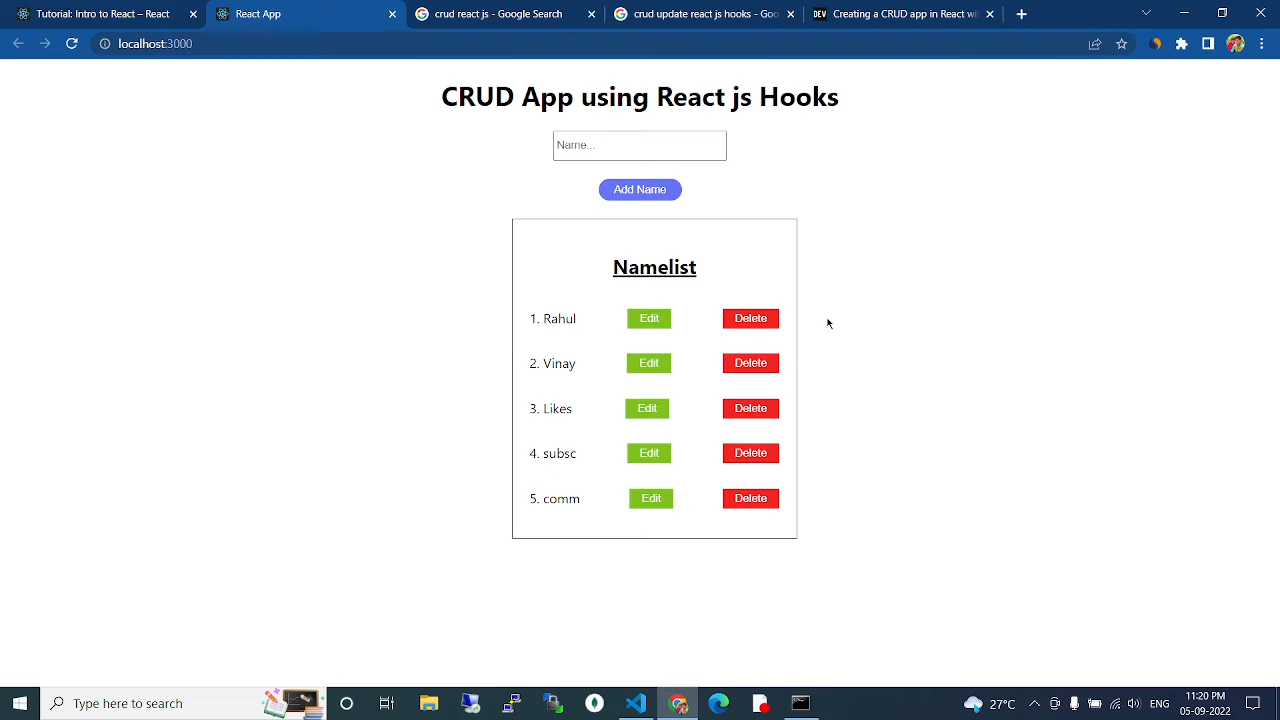 Tutorial: Intro to React – React
React App
crud react js - Google Search
crud update react js hooks - Goo
Creating a CRUD app in React wi
localhost:3000
CRUD App using React js Hooks
Name...
Add Name
Namelist
1. Rahul Edit Delete
2. Vinay Edit Delete
3. Likes Edit Delete
4. subsc Edit Delete
5. comm Edit Delete
Type here to search
ENG
11:20 PM
05-09-2022